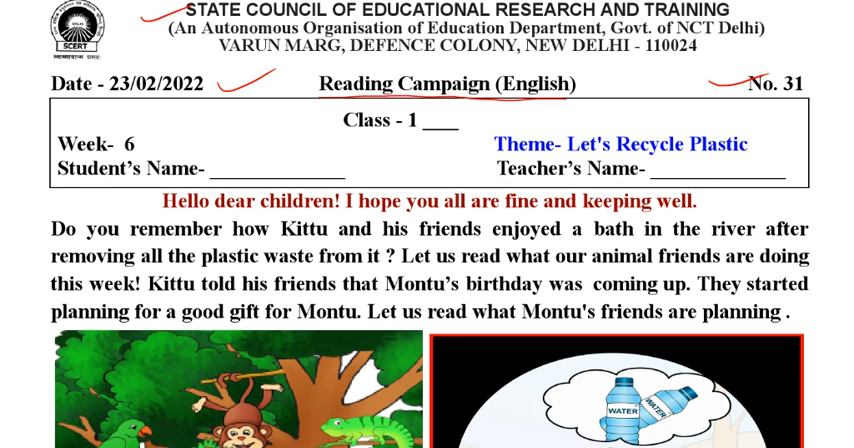 STATE COUNCIL OF EDUCATIONAL RESEARCH AND TRAINING
(An Autonomous Organisation of Education Department, Govt. of NCT Delhi)
VARUN MARG, DEFENCE COLONY, NEW DELHI - 110024
SCERT
Date - 23/02/2022 Reading Campaign (English) No. 31
Class - 1 ___
Week- 6 Theme- Let's Recycle Plastic
Student's Name- _____________ Teacher's Name- _____________
Hello dear children! I hope you all are fine and keeping well.
Do you remember how Kittu and his friends enjoyed a bath in the river after
removing all the plastic waste from it ? Let us read what our animal friends are doing
this week! Kittu told his friends that Montu's birthday was coming up. They started
planning for a good gift for Montu. Let us read what Montu's friends are planning .
WATER
WATER